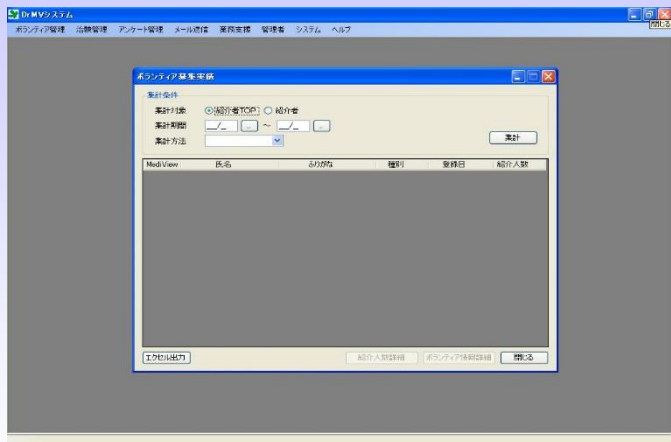 DrMVシステム
ボランティア管理 治験管理 アンケート管理 メール送信 業務支援 管理者 システム ヘルプ
閉じる
ボランティア募集実績
集計条件
集計対象 紹介者TOP 紹介者
集計期間 __/_ ... ～ __/_ ...
集計方法
集計
MediView 氏名 ふりがな 種別 登録日 紹介人数
エクセル出力 紹介人数詳細 ボランティア情報詳細 閉じる